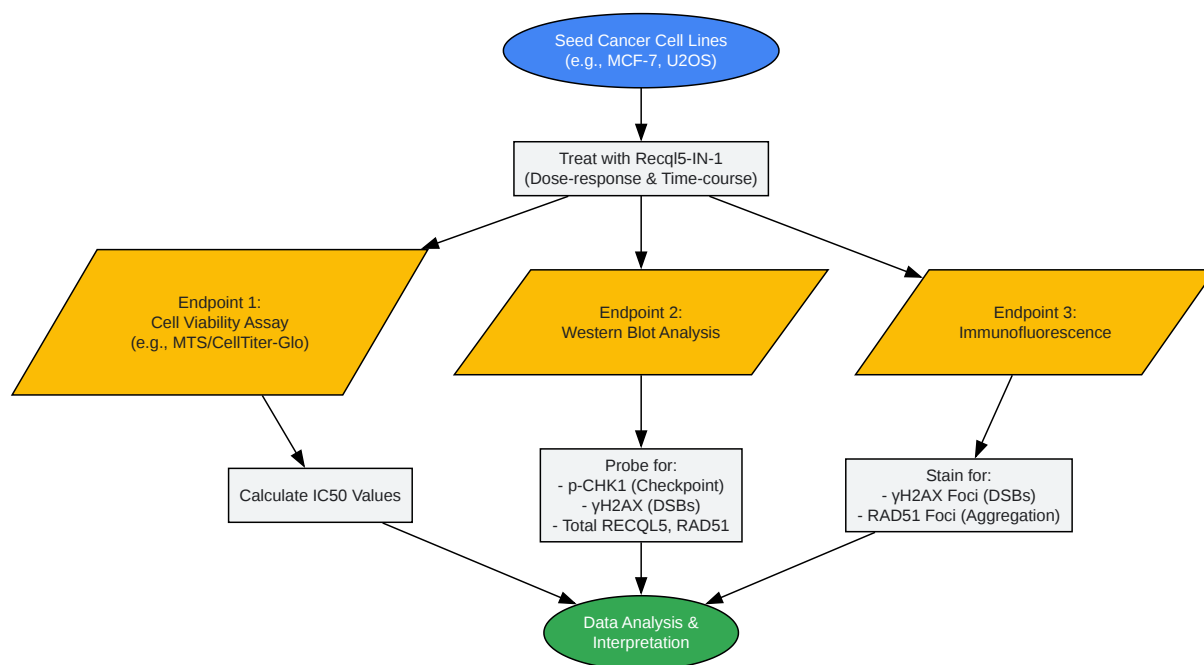 Seed Cancer Cell Lines
(e.g., MCF-7, U2OS)
Treat with Recql5-IN-1
(Dose-response & Time-course)
Endpoint 1:
Cell Viability Assay
(e.g., MTS/CellTiter-Glo)
Endpoint 2:
Western Blot Analysis
Endpoint 3:
Immunofluorescence
Calculate IC50 Values
Probe for:
- p-CHK1 (Checkpoint)
- γH2AX (DSBs)
- Total RECQL5, RAD51
Stain for:
- γH2AX Foci (DSBs)
- RAD51 Foci (Aggregation)
Data Analysis &
Interpretation